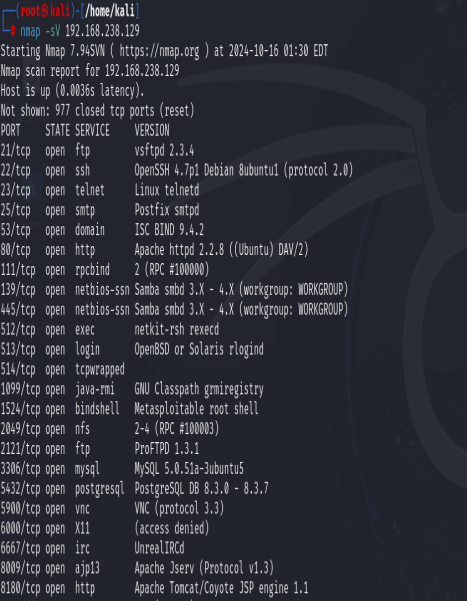 ┌──(root㉿kali)-[/home/kali]
└─# nmap -sV 192.168.238.129
Starting Nmap 7.94SVN ( https://nmap.org ) at 2024-10-16 01:30 EDT
Nmap scan report for 192.168.238.129
Host is up (0.0036s latency).
Not shown: 977 closed tcp ports (reset)
PORT     STATE SERVICE     VERSION
21/tcp   open  ftp         vsftpd 2.3.4
22/tcp   open  ssh         OpenSSH 4.7p1 Debian 8ubuntu1 (protocol 2.0)
23/tcp   open  telnet      Linux telnetd
25/tcp   open  smtp        Postfix smtpd
53/tcp   open  domain      ISC BIND 9.4.2
80/tcp   open  http        Apache httpd 2.2.8 ((Ubuntu) DAV/2)
111/tcp  open  rpcbind     2 (RPC #100000)
139/tcp  open  netbios-ssn Samba smbd 3.X - 4.X (workgroup: WORKGROUP)
445/tcp  open  netbios-ssn Samba smbd 3.X - 4.X (workgroup: WORKGROUP)
512/tcp  open  exec        netkit-rsh rexecd
513/tcp  open  login       OpenBSD or Solaris rlogind
514/tcp  open  tcpwrapped
1099/tcp open  java-rmi    GNU Classpath grmiregistry
1524/tcp open  bindshell   Metasploitable root shell
2049/tcp open  nfs         2-4 (RPC #100003)
2121/tcp open  ftp         ProFTPD 1.3.1
3306/tcp open  mysql       MySQL 5.0.51a-3ubuntu5
5432/tcp open  postgresql  PostgreSQL DB 8.3.0 - 8.3.7
5900/tcp open  vnc         VNC (protocol 3.3)
6000/tcp open  X11         (access denied)
6667/tcp open  irc         UnrealIRCd
8009/tcp open  ajp13       Apache Jserv (Protocol v1.3)
8180/tcp open  http        Apache Tomcat/Coyote JSP engine 1.1